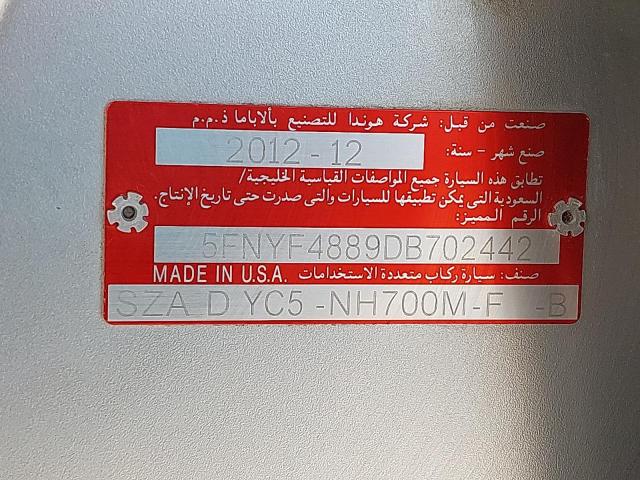 صنعت من قبل: شركة هوندا للتصنيع بألاباما ذ.م.م
صنع شهر - سنة: 2012 - 12
تطابق هذه السيارة جميع المواصفات القياسية الخليجية/
السعودية التى يمكن تطبيقها للسيارات والتى صدرت حتى تاريخ الإنتاج.
الرقم المميز:
5FNYF4889DB702442
صنف: سيارة ركاب متعددة الاستخدامات MADE IN U.S.A.
SZA D YC5 -NH700M-F -B